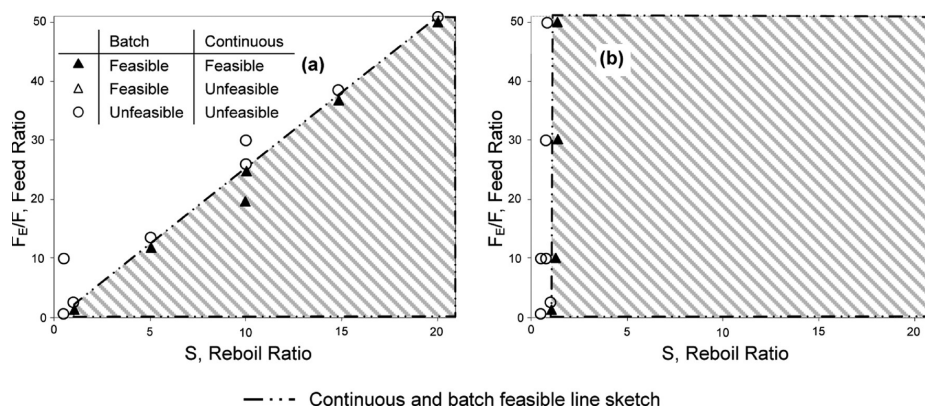 Batch Continuous
Feasible Feasible
Feasible Unfeasible
Unfeasible Unfeasible
(a)
50
40
30
20
10
0
F_E/F, Feed Ratio
0 5 10 15 20
S, Reboil Ratio
(b)
50
40
30
20
10
0
F_E/F, Feed Ratio
0 5 10 15 20
S, Reboil Ratio
Continuous and batch feasible line sketch